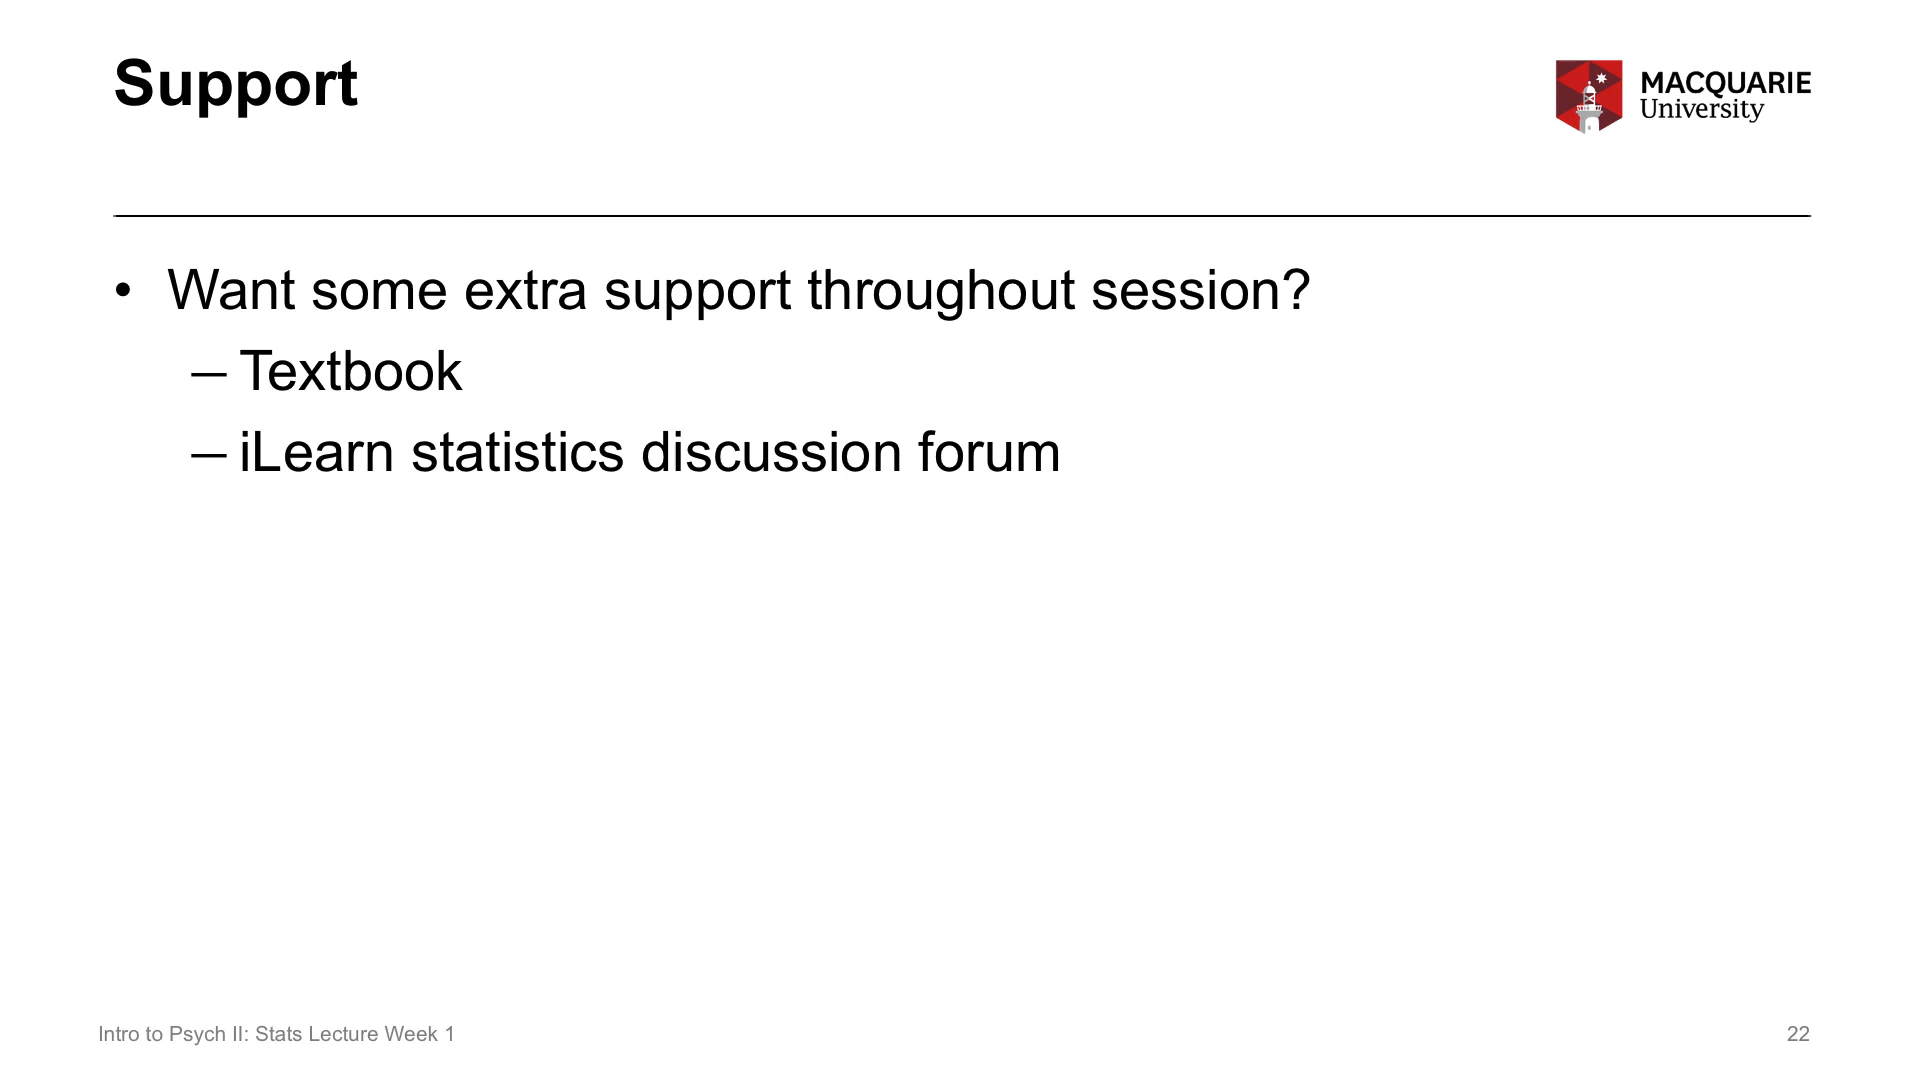 Support
MACQUARIE
University
• Want some extra support throughout session?
– Textbook
– iLearn statistics discussion forum
Intro to Psych II: Stats Lecture Week 1
22